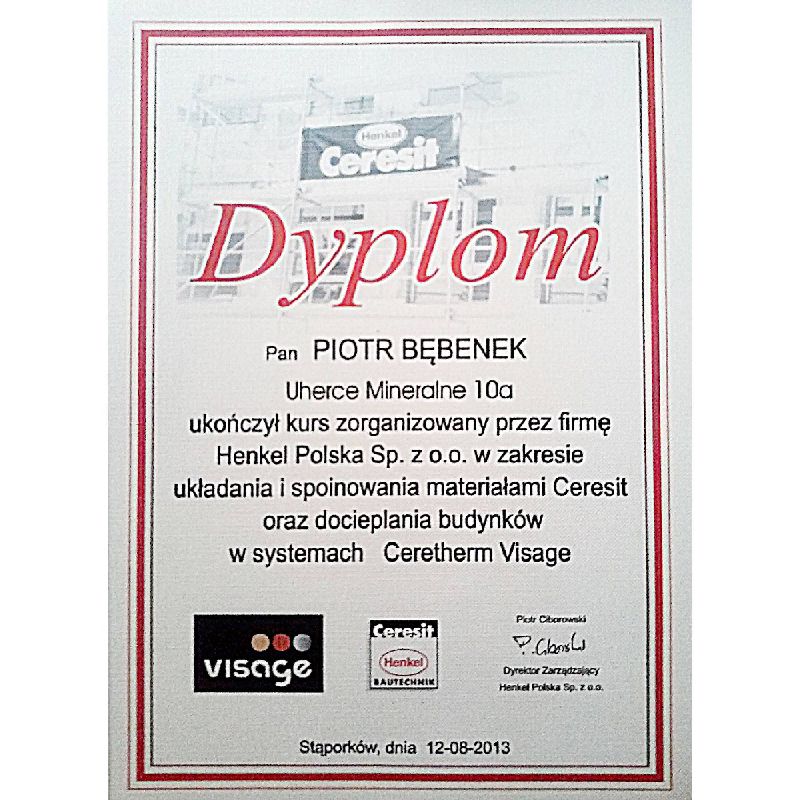 Henkel
Ceresit
Dyplom
Pan PIOTR BĘBENEK
Uherce Mineralne 10a
ukończył kurs zorganizowany przez firmę
Henkel Polska Sp. z o.o. w zakresie
układania i spoinowania materiałami Ceresit
oraz docieplania budynków
w systemach Ceretherm Visage
visage
Ceresit
Henkel
BAUTECHNIK
Piotr Ciborowski
P. Ciborowski
Dyrektor Zarządzający
Henkel Polska Sp. z o.o.
Stąporków, dnia 12-08-2013